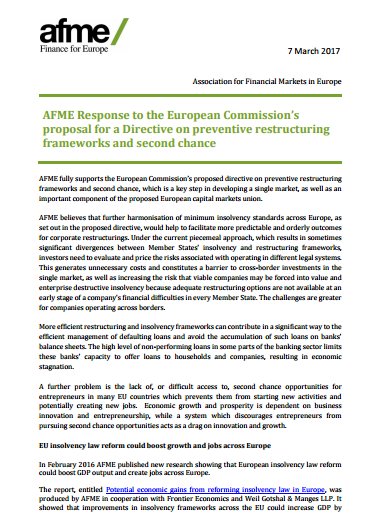 afme/
Finance for Europe
7 March 2017
Association for Financial Markets in Europe
AFME Response to the European Commission's
proposal for a Directive on preventive restructuring
frameworks and second chance
AFME fully supports the European Commission's proposed directive on preventive restructuring
frameworks and second chance, which is a key step in developing a single market, as well as an
important component of the proposed European capital markets union.
AFME believes that further harmonisation of minimum insolvency standards across Europe, as
set out in the proposed directive, would help to facilitate more predictable and orderly outcomes
for corporate restructurings. Under the current piecemeal approach, which results in sometimes
significant divergences between Member States' insolvency and restructuring frameworks,
investors need to evaluate and price the risks associated with operating in different legal systems.
This generates unnecessary costs and constitutes a barrier to cross-border investments in the
single market, as well as increasing the risk that viable companies may be forced into value and
enterprise destructive insolvency because adequate restructuring options are not available at an
early stage of a company's financial difficulties in every Member State. The challenges are greater
for companies operating across borders.
More efficient restructuring and insolvency frameworks can contribute in a significant way to the
efficient management of defaulting loans and avoid the accumulation of such loans on banks'
balance sheets. The high level of non-performing loans in some parts of the banking sector limits
these banks' capacity to offer loans to households and companies, resulting in economic
stagnation.
A further problem is the lack of, or difficult access to, second chance opportunities for
entrepreneurs in many EU countries which prevents them from starting new activities and
potentially creating new jobs. Economic growth and prosperity is dependent on business
innovation and entrepreneurship, while a system which discourages entrepreneurs from
pursuing second chance opportunities acts as a drag on innovation and growth.
EU insolvency law reform could boost growth and jobs across Europe
In February 2016 AFME published new research showing that European insolvency law reform
could boost GDP output and create jobs across Europe.
The report, entitled Potential economic gains from reforming insolvency law in Europe, was
produced by AFME in cooperation with Frontier Economics and Weil Gotshal & Manges LLP. It
showed that improvements in insolvency frameworks across the EU could increase GDP by